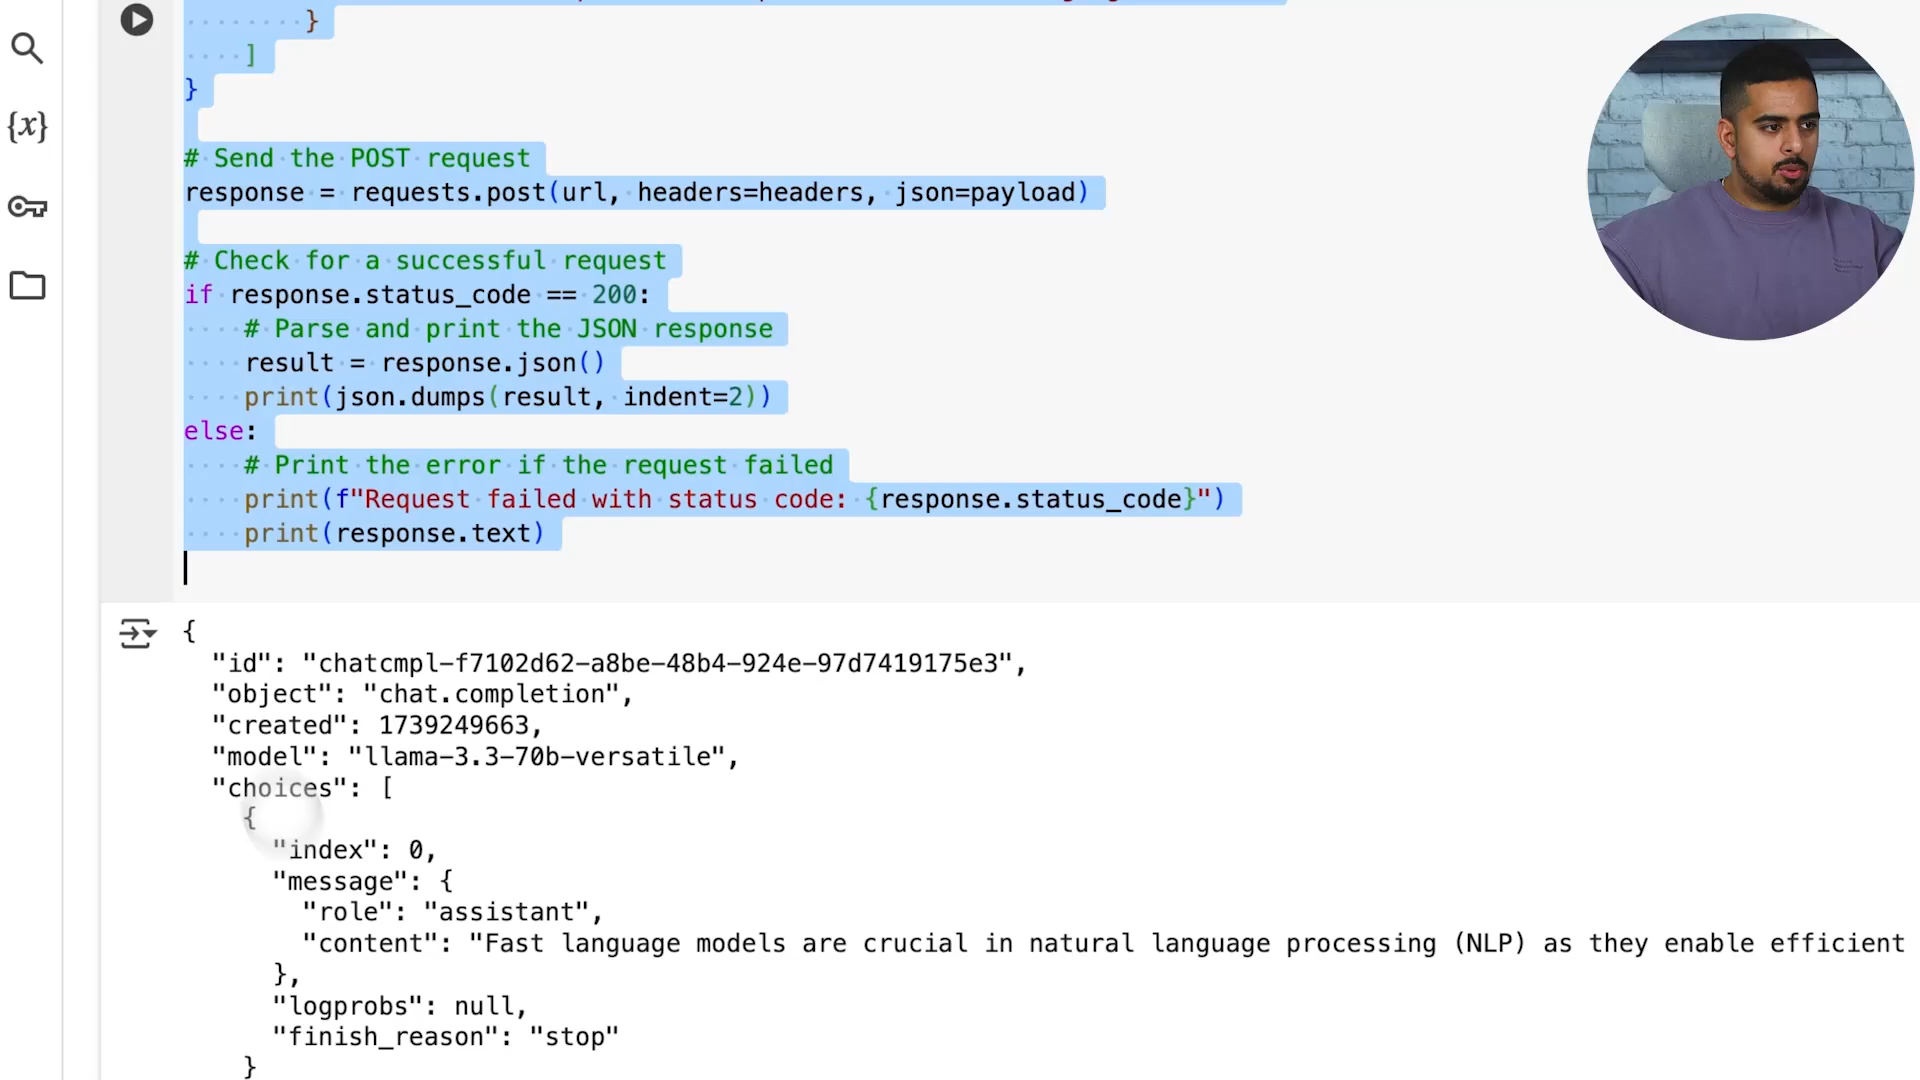 }
]
}
# Send the POST request
response = requests.post(url, headers=headers, json=payload)
# Check for a successful request
if response.status_code == 200:
# Parse and print the JSON response
result = response.json()
print(json.dumps(result, indent=2))
else:
# Print the error if the request failed
print(f"Request failed with status code: {response.status_code}")
print(response.text)
{
"id": "chatcmpl-f7102d62-a8be-48b4-924e-97d7419175e3",
"object": "chat.completion",
"created": 1739249663,
"model": "llama-3.3-70b-versatile",
"choices": [
{
"index": 0,
"message": {
"role": "assistant",
"content": "Fast language models are crucial in natural language processing (NLP) as they enable efficient
},
"logprobs": null,
"finish_reason": "stop"
}
{x}